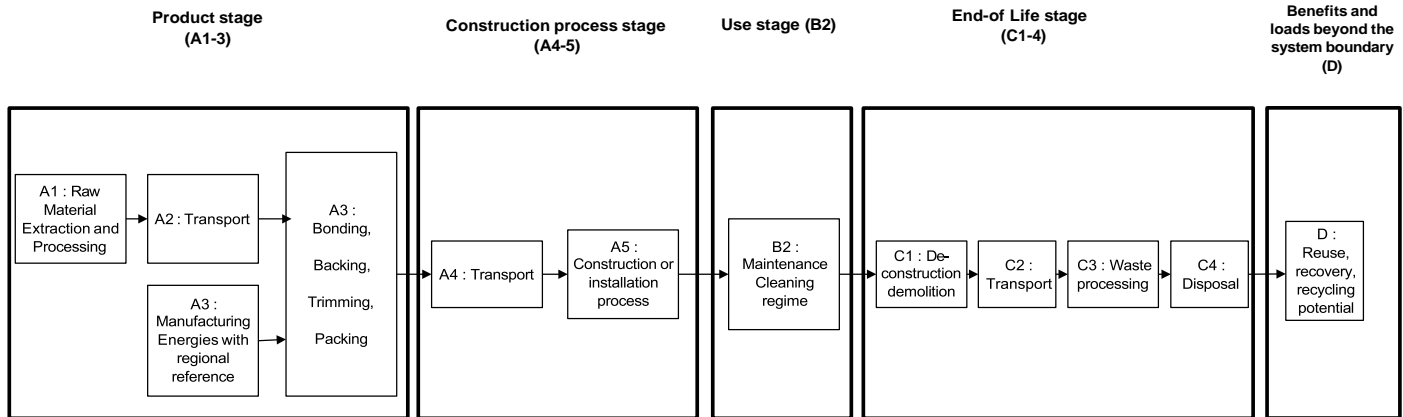 Product stage
(A1-3)
Construction process stage
(A4-5)
Use stage (B2)
End-of Life stage
(C1-4)
Benefits and
loads beyond the
system boundary
(D)
A1 : Raw
Material
Extraction and
Processing
A2 : Transport
A3 :
Manufacturing
Energies with
regional
reference
A3 :
Bonding,
Backing,
Trimming,
Packing
A4 : Transport
A5 :
Construction or
installation
process
B2 :
Maintenance
Cleaning
regime
C1 : De-
construction
demolition
C2 :
Transport
C3 : Waste
processing
C4 :
Disposal
D :
Reuse,
recovery,
recycling
potential